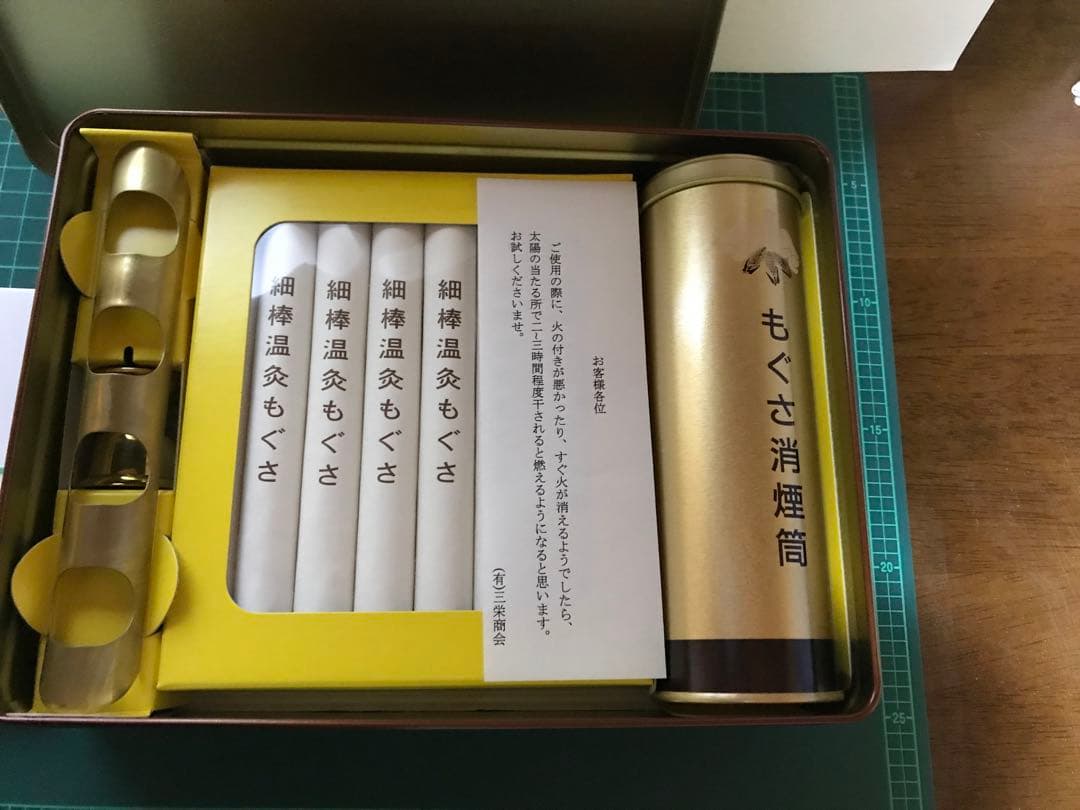 細棒温灸もぐさ
細棒温灸もぐさ
細棒温灸もぐさ
細棒温灸もぐさ
お客様各位
ご使用の際に、火の付きが悪かったり、すぐ火が消えるようでしたら、
太陽の当たる所で二~三時間程度干されると燃えるようになると思います。
お試しくださいませ。
(有)三栄商会
もぐさ消煙筒
5
10
15
20
25